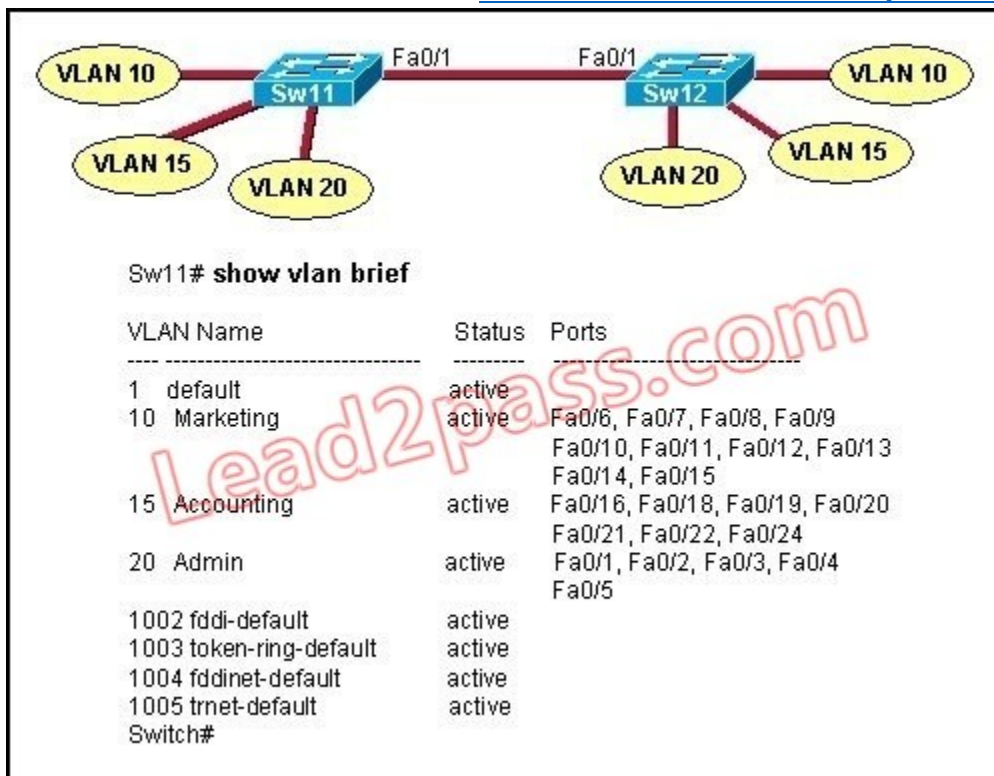 VLAN 10
Sw11
Fa0/1
Fa0/1
Sw12
VLAN 10
VLAN 15
VLAN 20
VLAN 20
VLAN 15
Sw11# show vlan brief
VLAN Name Status Ports
---- -------------------------------- --------- -------------------------------
1 default active
10 Marketing active Fa0/6, Fa0/7, Fa0/8, Fa0/9
Fa0/10, Fa0/11, Fa0/12, Fa0/13
Fa0/14, Fa0/15
15 Accounting active Fa0/16, Fa0/18, Fa0/19, Fa0/20
Fa0/21, Fa0/22, Fa0/24
20 Admin active Fa0/1, Fa0/2, Fa0/3, Fa0/4
Fa0/5
1002 fddi-default active
1003 token-ring-default active
1004 fddinet-default active
1005 trnet-default active
Switch#
Lead2pass.com